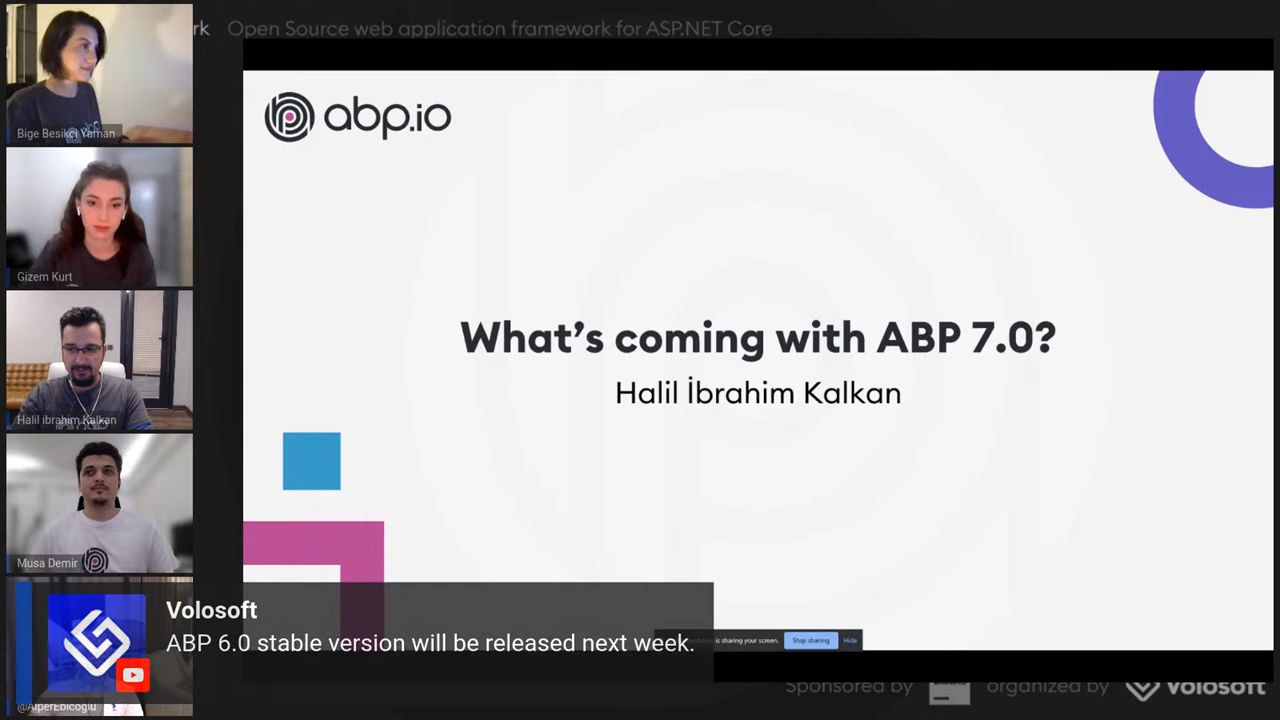 rk Open Source web application framework for ASP.NET Core
Bige Besikci Yaman
Gizem Kurt
Halil ibrahim Kalkan
Musa Demir
@AlperEbicoglu
abp.io
What's coming with ABP 7.0?
Halil İbrahim Kalkan
Volosoft
ABP 6.0 stable version will be released next week.
is sharing your screen. Stop sharing Hide
Sponsored by organized by Volosoft